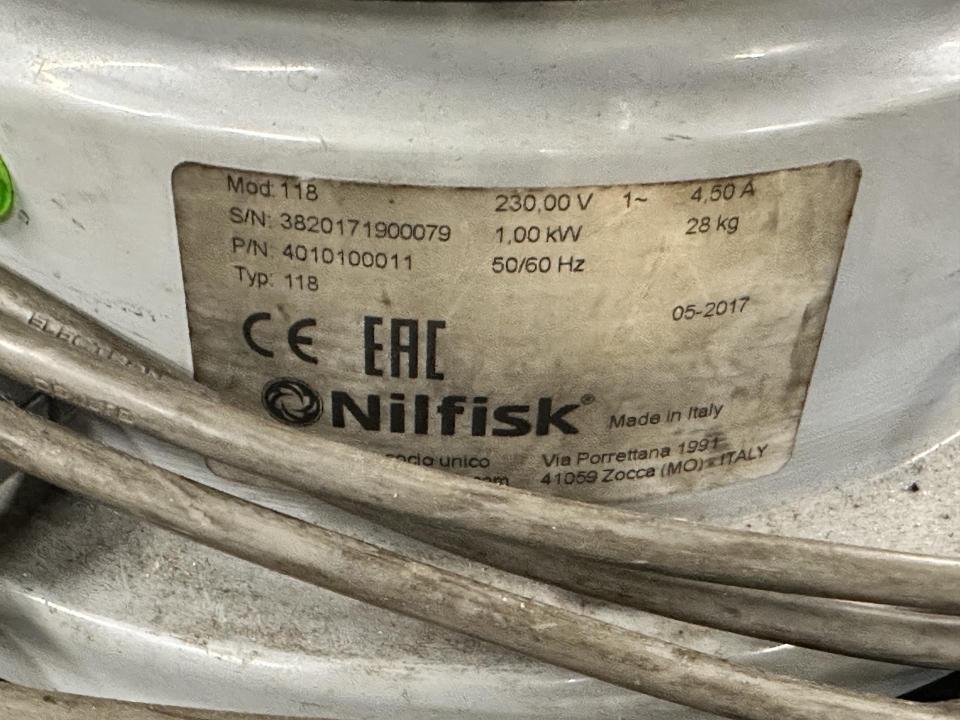 Mod: 118
S/N: 3820171900079
P/N: 4010100011
Typ: 118
230,00 V 1~ 4,50 A
1,00 kW 28 kg
50/60 Hz
05-2017
CE EAC
Nilfisk® Made in Italy
socio unico
Via Porrettana 1991
41059 Zocca (MO) - ITALY